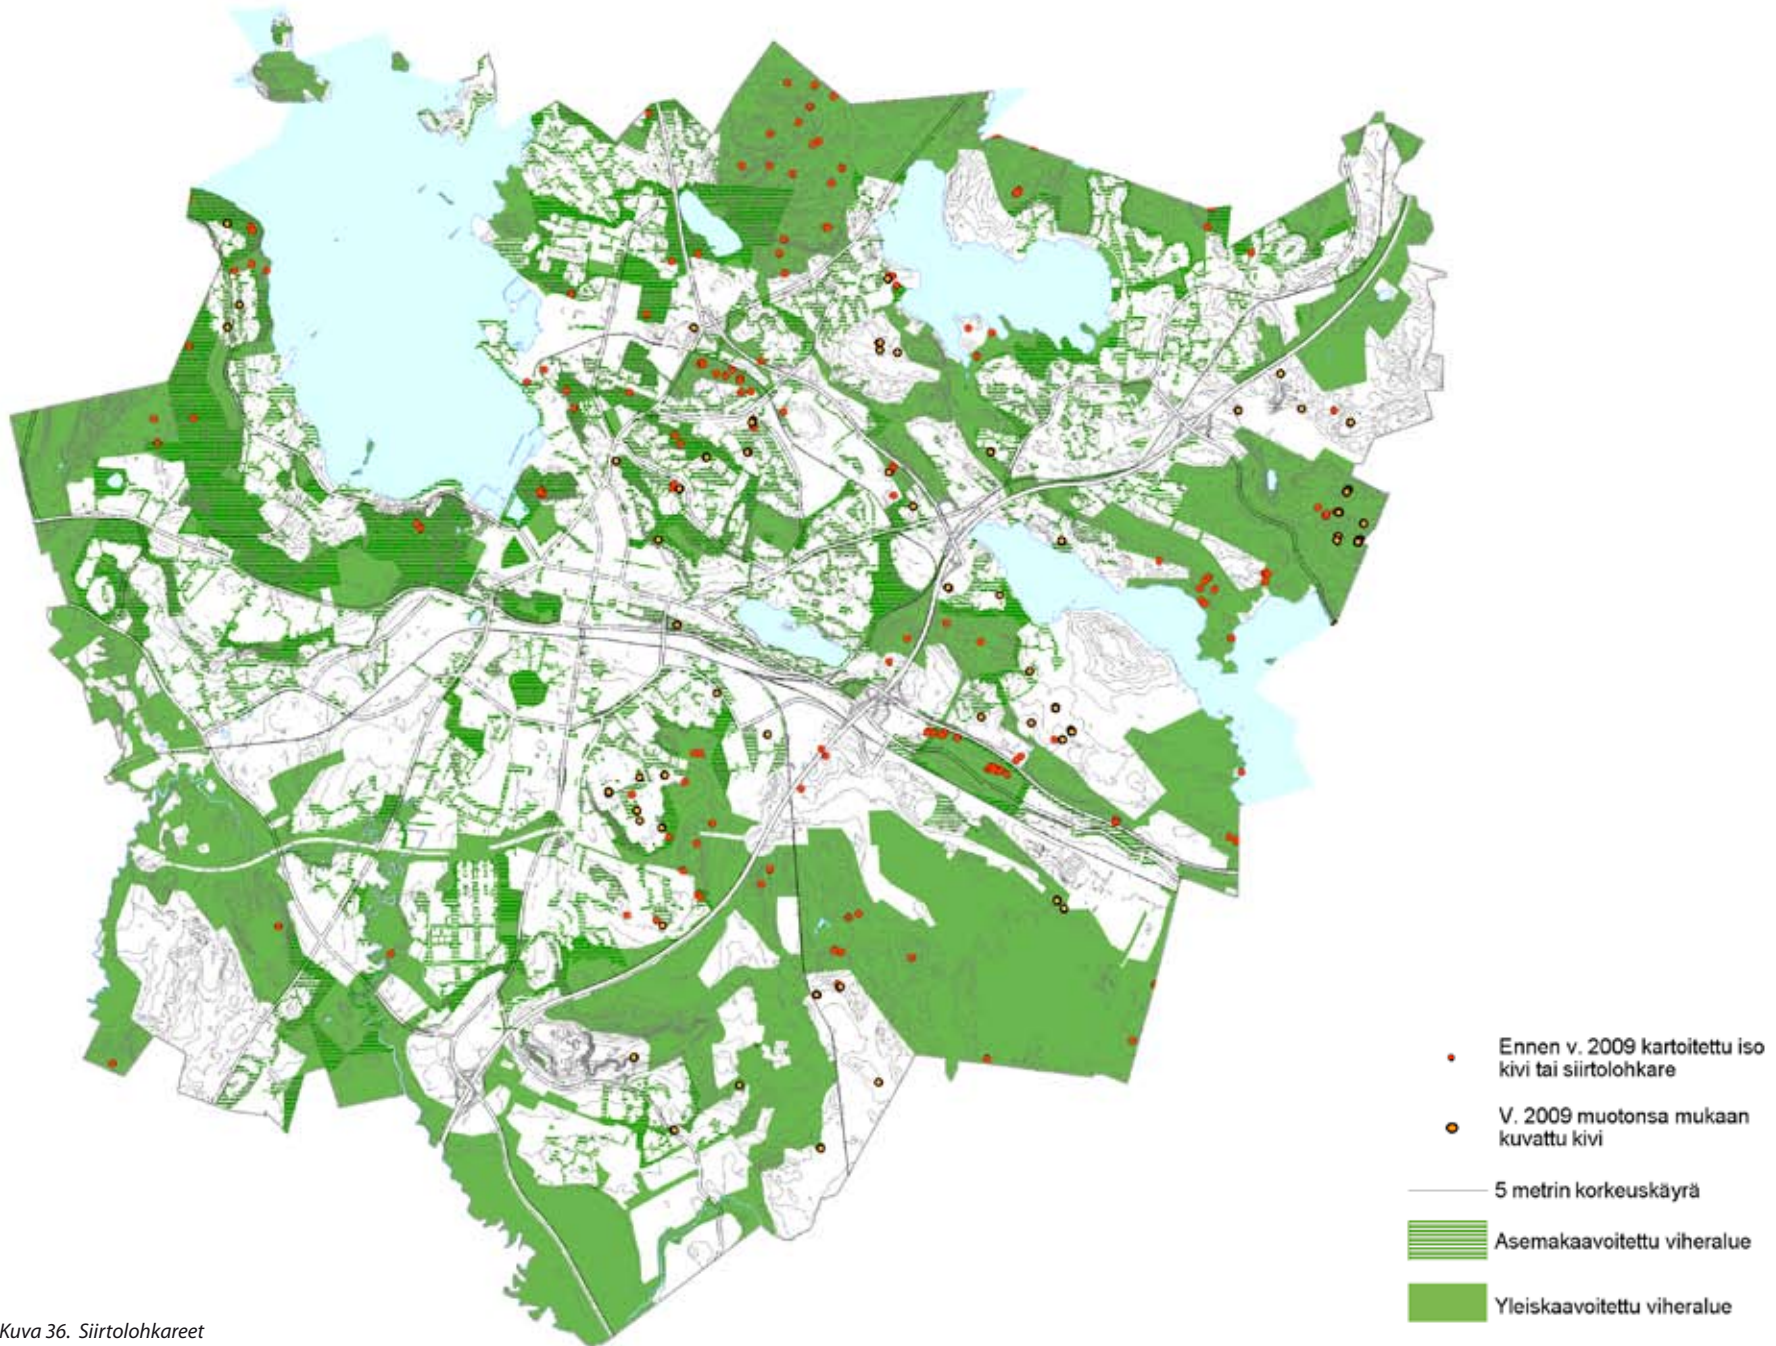 Ennen v. 2009 kartoitettu iso
kivi tai siirtolohkare
V. 2009 muotonsa mukaan
kuvattu kivi
5 metrin korkeuskäyrä
Asemakaavoitettu viheralue
Yleiskaavoitettu viheralue
Kuva 36. Siirtolohkareet